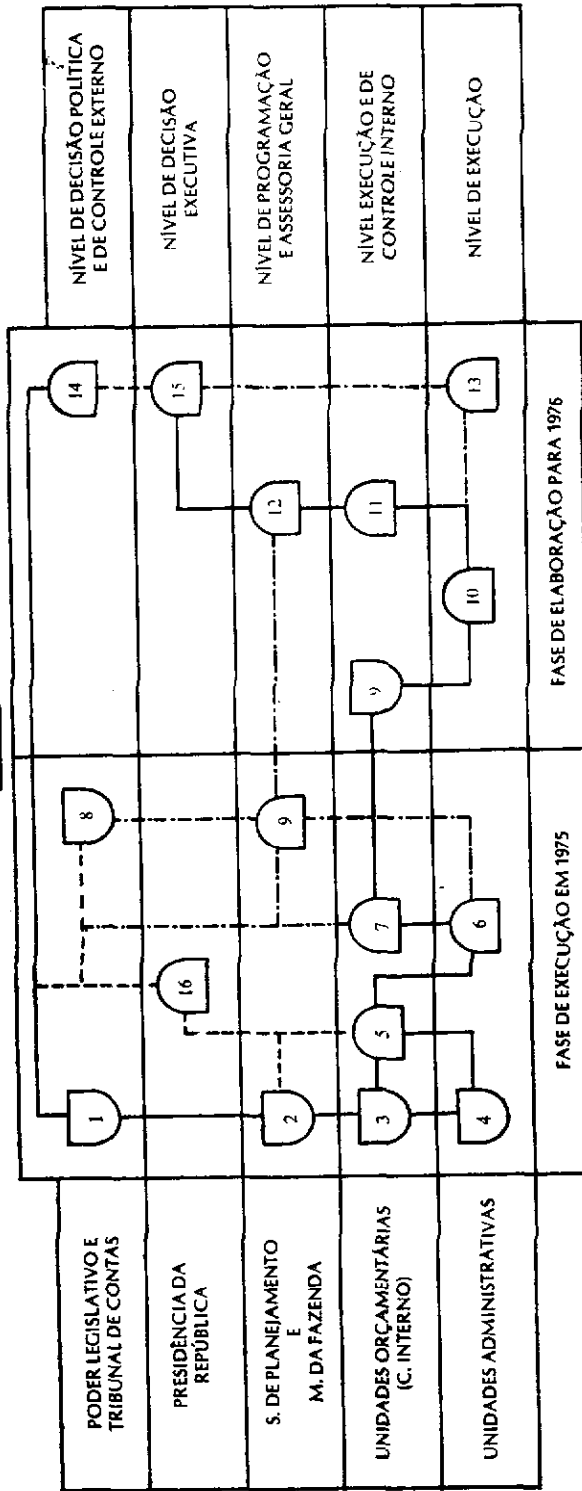 PODER LEGISLATIVO E
TRIBUNAL DE CONTAS
1
8
14
NÍVEL DE DECISÃO POLÍTICA
E DE CONTROLE EXTERNO
PRESIDÊNCIA DA
REPÚBLICA
16
15
NÍVEL DE DECISÃO
EXECUTIVA
S. DE PLANEJAMENTO
E
M. DA FAZENDA
2
9
12
NÍVEL DE PROGRAMAÇÃO
E ASSESSORIA GERAL
UNIDADES ORÇAMENTÁRIAS
(C. INTERNO)
3
5
7
9
11
NÍVEL EXECUÇÃO E DE
CONTROLE INTERNO
UNIDADES ADMINISTRATIVAS
4
6
10
13
NÍVEL DE EXECUÇÃO
FASE DE EXECUÇÃO EM 1975
FASE DE ELABORAÇÃO PARA 1976